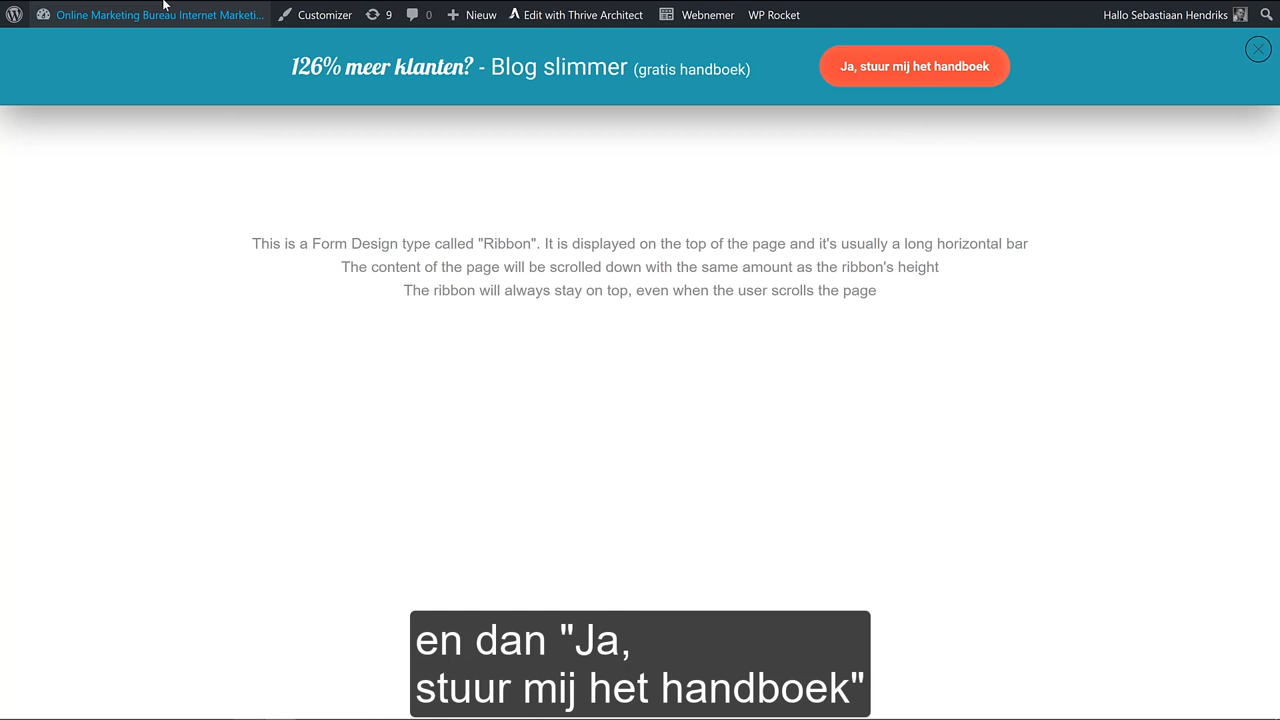 Online Marketing Bureau Internet Marketi... Customizer 9 0 Nieuw Edit with Thrive Architect Webnemer WP Rocket Hallo Sebastiaan Hendriks
126% meer klanten? - Blog slimmer (gratis handboek) Ja, stuur mij het handboek
This is a Form Design type called "Ribbon". It is displayed on the top of the page and it's usually a long horizontal bar
The content of the page will be scrolled down with the same amount as the ribbon's height
The ribbon will always stay on top, even when the user scrolls the page
en dan "Ja,
stuur mij het handboek"